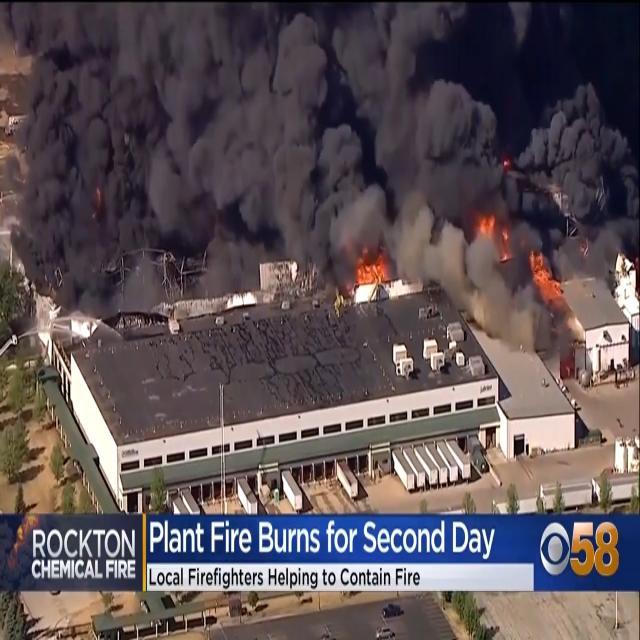 ROCKTON
CHEMICAL FIRE
Plant Fire Burns for Second Day
Local Firefighters Helping to Contain Fire
58